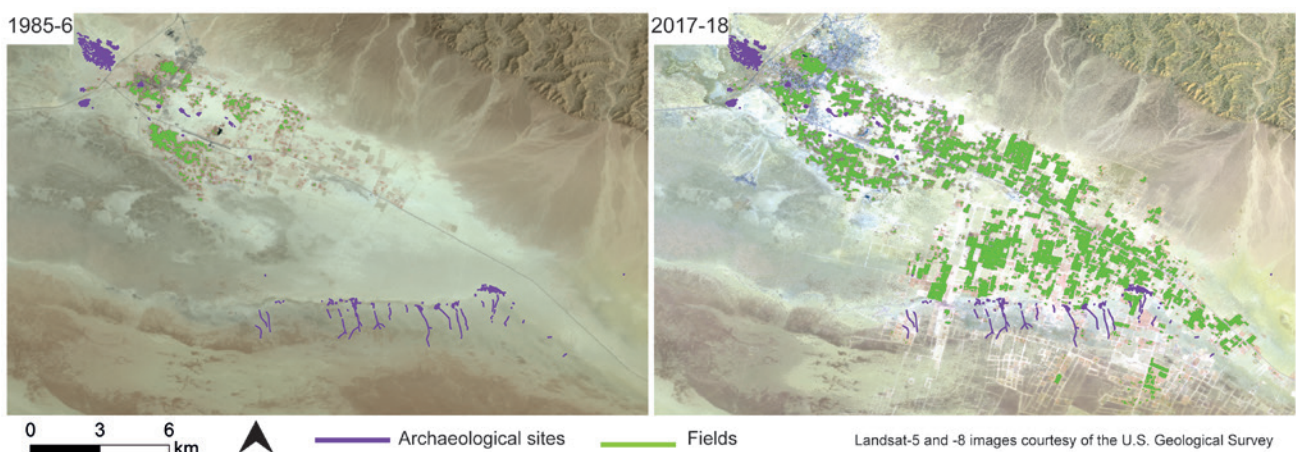 1985-6
2017-18
0 3 6
km
Archaeological sites
Fields
Landsat-5 and -8 images courtesy of the U.S. Geological Survey